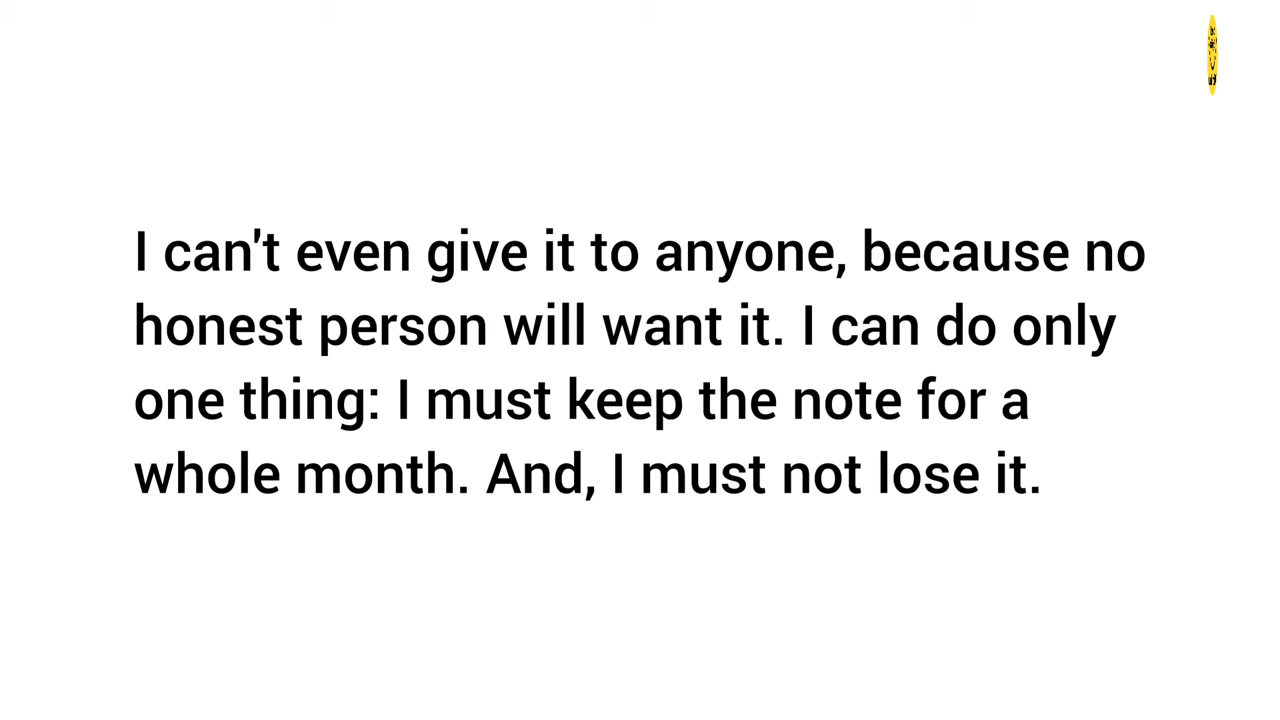 I can't even give it to anyone, because no
honest person will want it. I can do only
one thing: I must keep the note for a
whole month. And, I must not lose it.